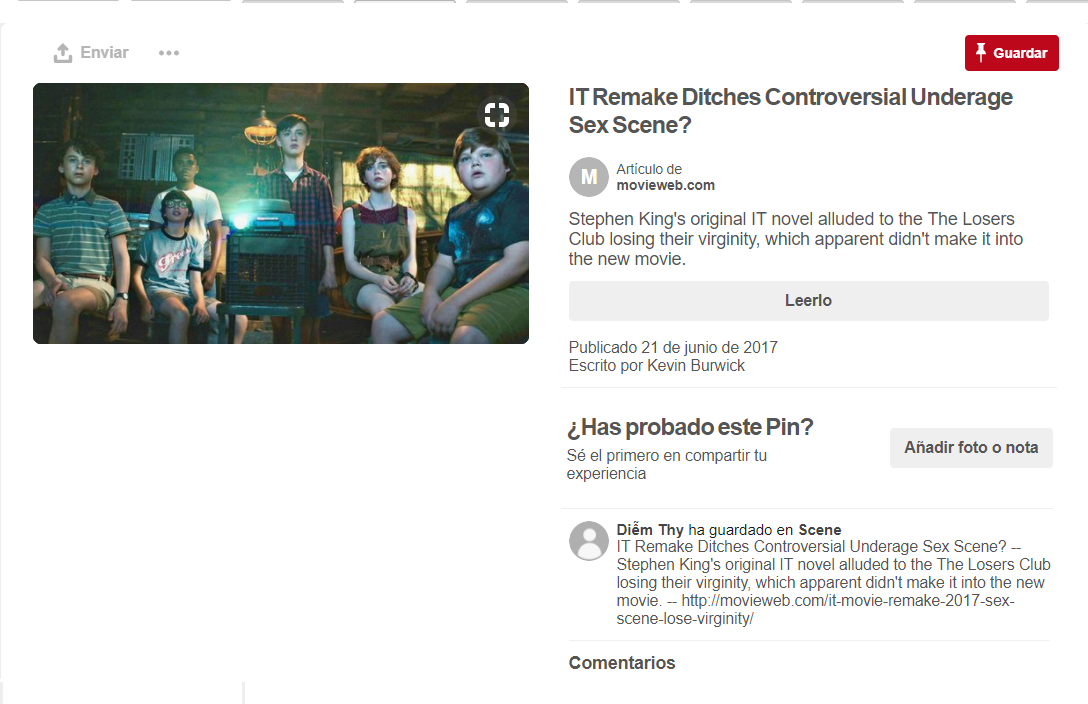 Enviar
Guardar
IT Remake Ditches Controversial Underage
Sex Scene?
M
Artículo de
movieweb.com
Stephen King's original IT novel alluded to the The Losers
Club losing their virginity, which apparent didn't make it into
the new movie.
Leerlo
Publicado 21 de junio de 2017
Escrito por Kevin Burwick
¿Has probado este Pin?
Sé el primero en compartir tu
experiencia
Añadir foto o nota
Diễm Thy ha guardado en Scene
IT Remake Ditches Controversial Underage Sex Scene? --
Stephen King's original IT novel alluded to the The Losers Club
losing their virginity, which apparent didn't make it into the new
movie. -- http://movieweb.com/it-movie-remake-2017-sex-
scene-lose-virginity/
Comentarios